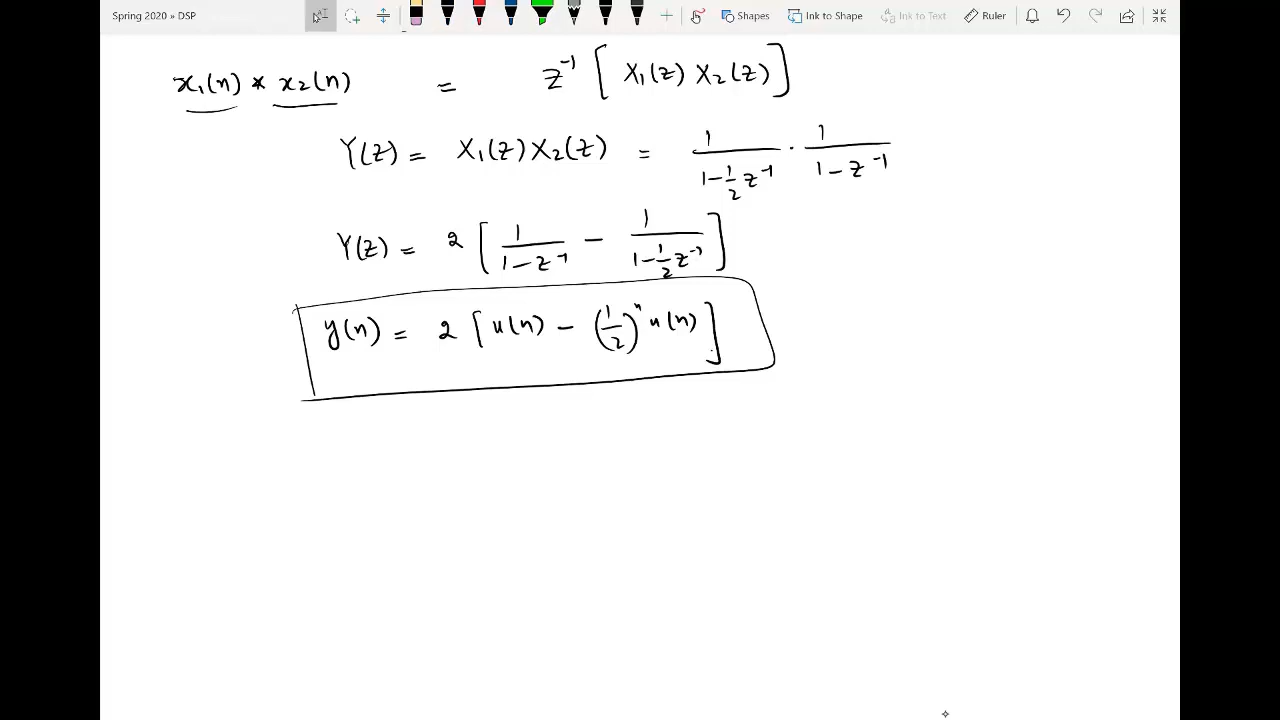 Spring 2020 » DSP Shapes Ink to Shape Ink to Text Ruler
x₁(n) * x₂(n) = z⁻¹ [ X₁(z) X₂(z) ]
Y(z) = X₁(z) X₂(z) = 1/(1 - 1/2 z⁻¹) · 1/(1 - z⁻¹)
Y(z) = 2 [ 1/(1 - z⁻¹) - 1/(1 - 1/2 z⁻¹) ]
y(n) = 2 [ u(n) - (1/2)ⁿ u(n) ]